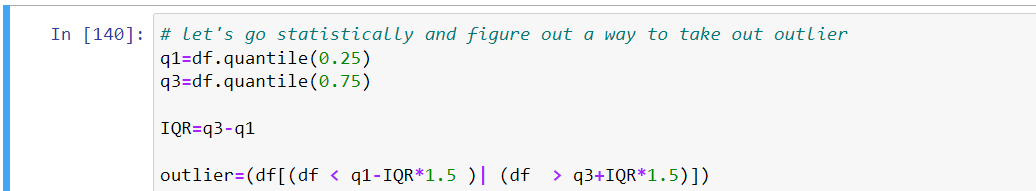 In [140]: # let's go statistically and figure out a way to take out outlier
q1=df.quantile(0.25)
q3=df.quantile(0.75)
IQR=q3-q1
outlier=(df[(df < q1-IQR*1.5 )| (df  > q3+IQR*1.5)])